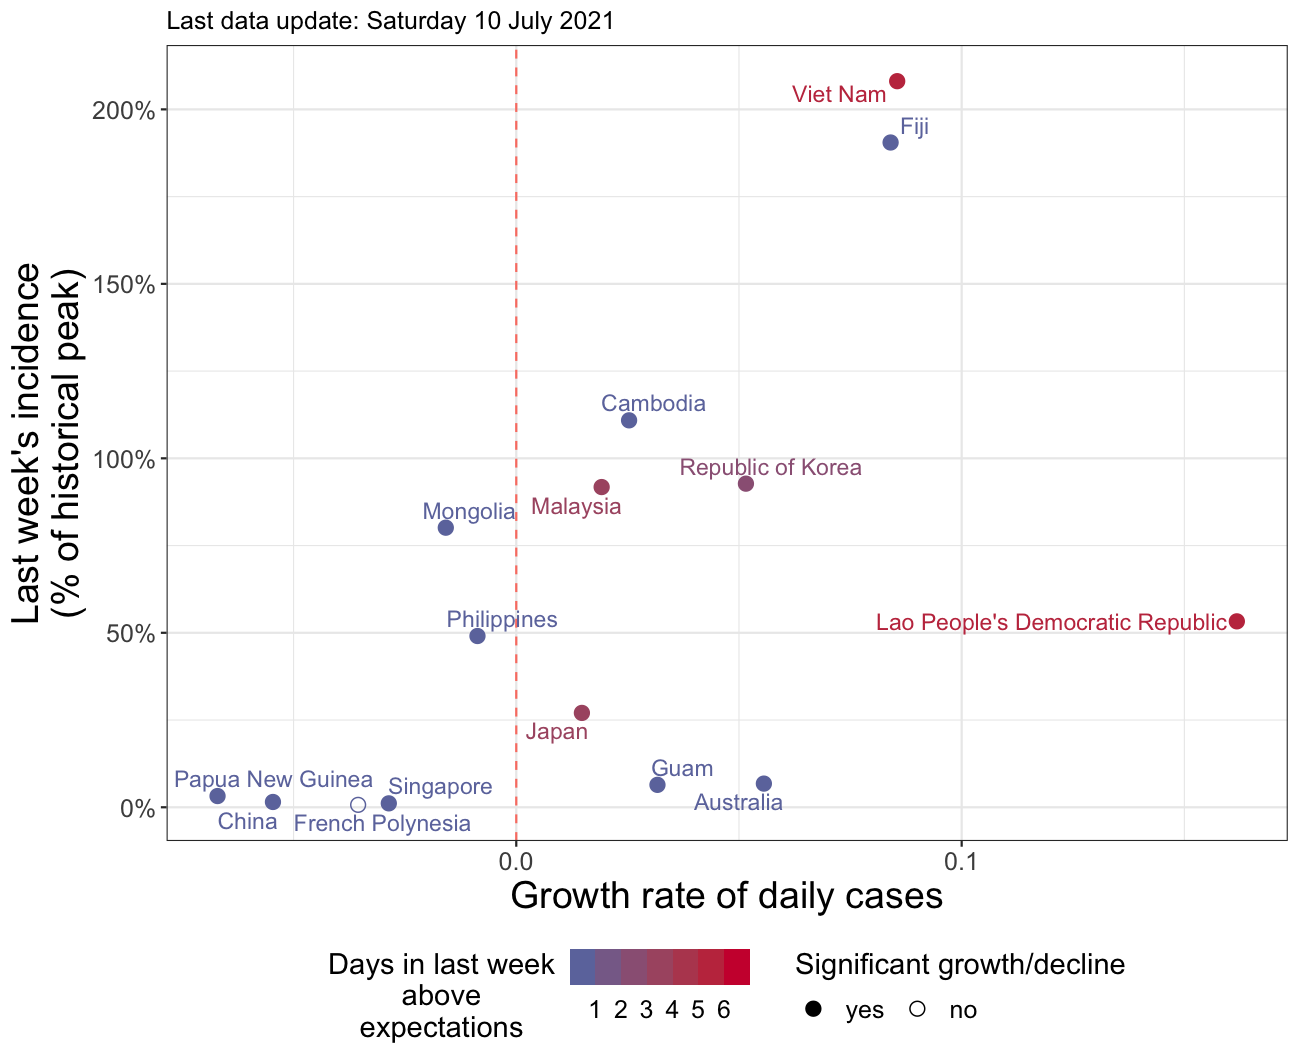 Last data update: Saturday 10 July 2021
Last week's incidence
(% of historical peak)
200%
150%
100%
50%
0%
Viet Nam
Fiji
Cambodia
Republic of Korea
Malaysia
Mongolia
Philippines
Lao People's Democratic Republic
Japan
Guam
Australia
Papua New Guinea
Singapore
China
French Polynesia
0.0
0.1
Growth rate of daily cases
Days in last week
above
expectations
1 2 3 4 5 6
Significant growth/decline
yes
no